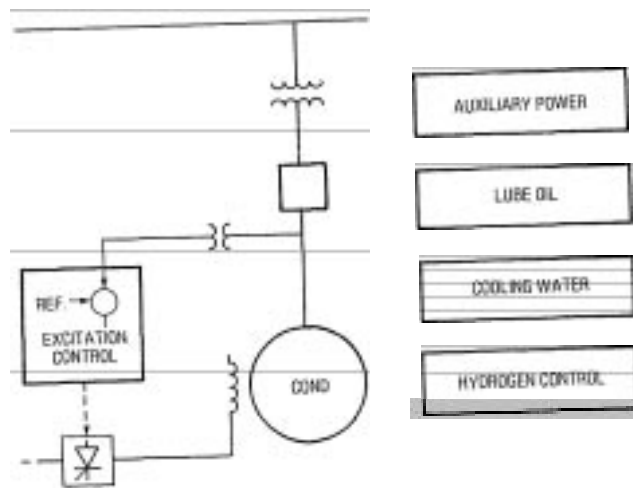 AUXILIARY POWER
LUBE OIL
COOLING WATER
HYDROGEN CONTROL
REF.
EXCITATION
CONTROL
COND